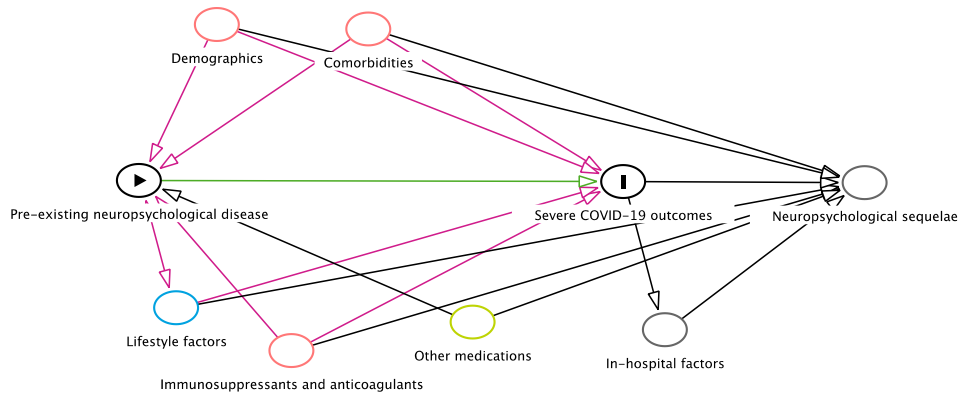 Demographics
Comorbidities
Pre-existing neuropsychological disease
Severe COVID-19 outcomes
Neuropsychological sequelae
Lifestyle factors
Other medications
In-hospital factors
Immunosuppressants and anticoagulants